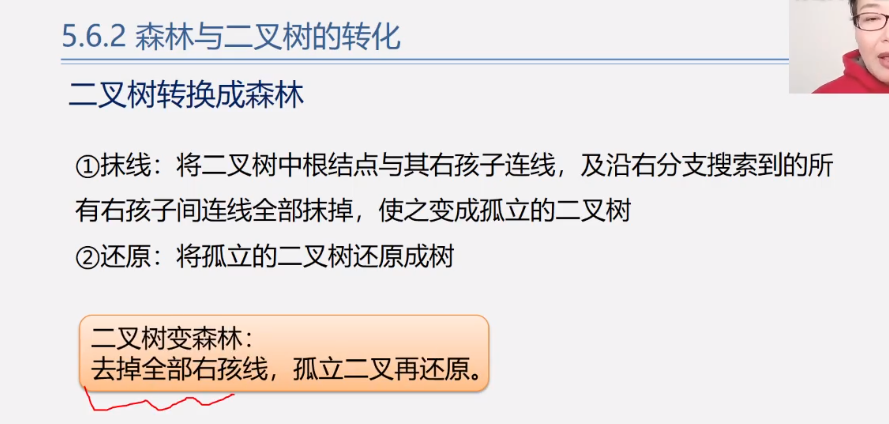 5.6.2 森林与二叉树的转化
二叉树转换成森林
①抹线：将二叉树中根结点与其右孩子连线，及沿右分支搜索到的所
有右孩子间连线全部抹掉，使之变成孤立的二叉树
②还原：将孤立的二叉树还原成树
二叉树变森林：
去掉全部右孩线，孤立二叉再还原。